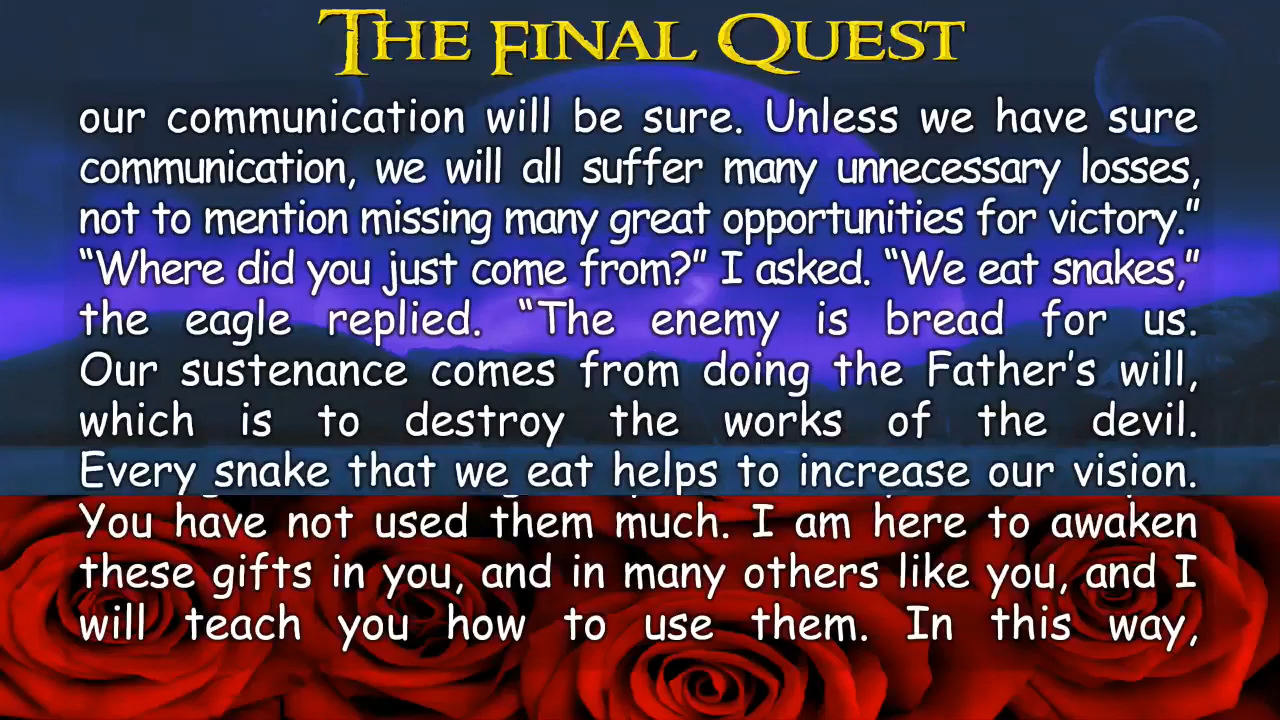 THE FINAL QUEST
our communication will be sure. Unless we have sure
communication, we will all suffer many unnecessary losses,
not to mention missing many great opportunities for victory.”
“Where did you just come from?” I asked. “We eat snakes,”
the eagle replied. “The enemy is bread for us.
Our sustenance comes from doing the Father’s will,
which is to destroy the works of the devil.
Every snake that we eat helps to increase our vision.
You have not used them much. I am here to awaken
these gifts in you, and in many others like you, and I
will teach you how to use them. In this way,